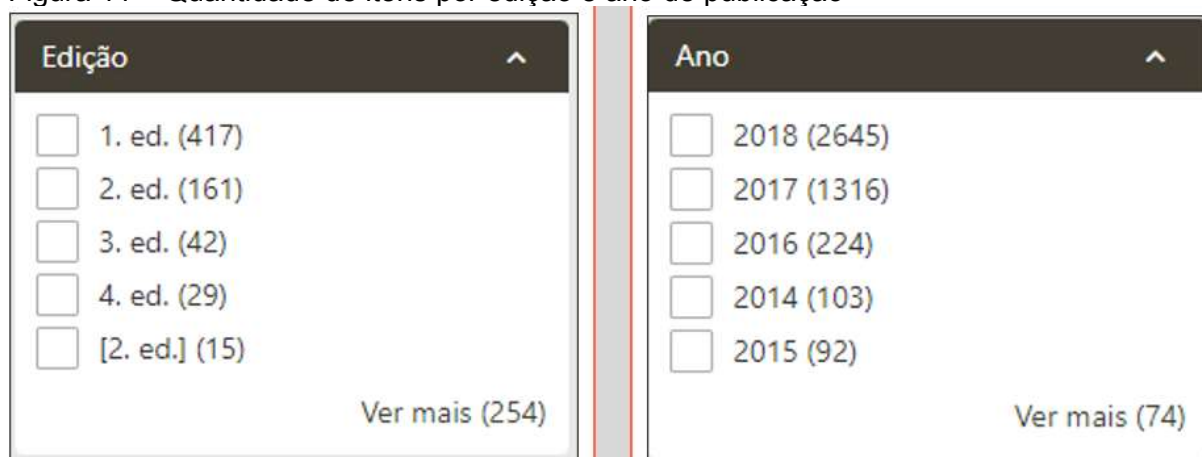 Edição
1. ed. (417)
2. ed. (161)
3. ed. (42)
4. ed. (29)
[2. ed.] (15)
Ver mais (254)
Ano
2018 (2645)
2017 (1316)
2016 (224)
2014 (103)
2015 (92)
Ver mais (74)